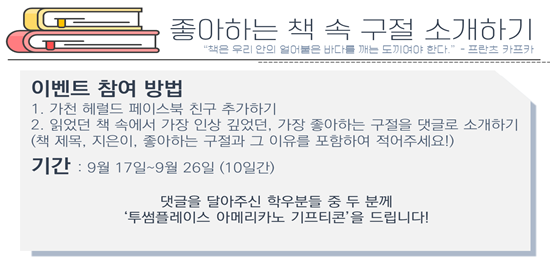 좋아하는 책 속 구절 소개하기
“책은 우리 안의 얼어붙은 바다를 깨는 도끼여야 한다.” - 프란츠 카프카
이벤트 참여 방법
1. 가천 헤럴드 페이스북 친구 추가하기
2. 읽었던 책 속에서 가장 인상 깊었던, 가장 좋아하는 구절을 댓글로 소개하기
(책 제목, 지은이, 좋아하는 구절과 그 이유를 포함하여 적어주세요!)
기간 : 9월 17일~9월 26일 (10일간)
댓글을 달아주신 학우분들 중 두 분께
‘투썸플레이스 아메리카노 기프티콘’을 드립니다!